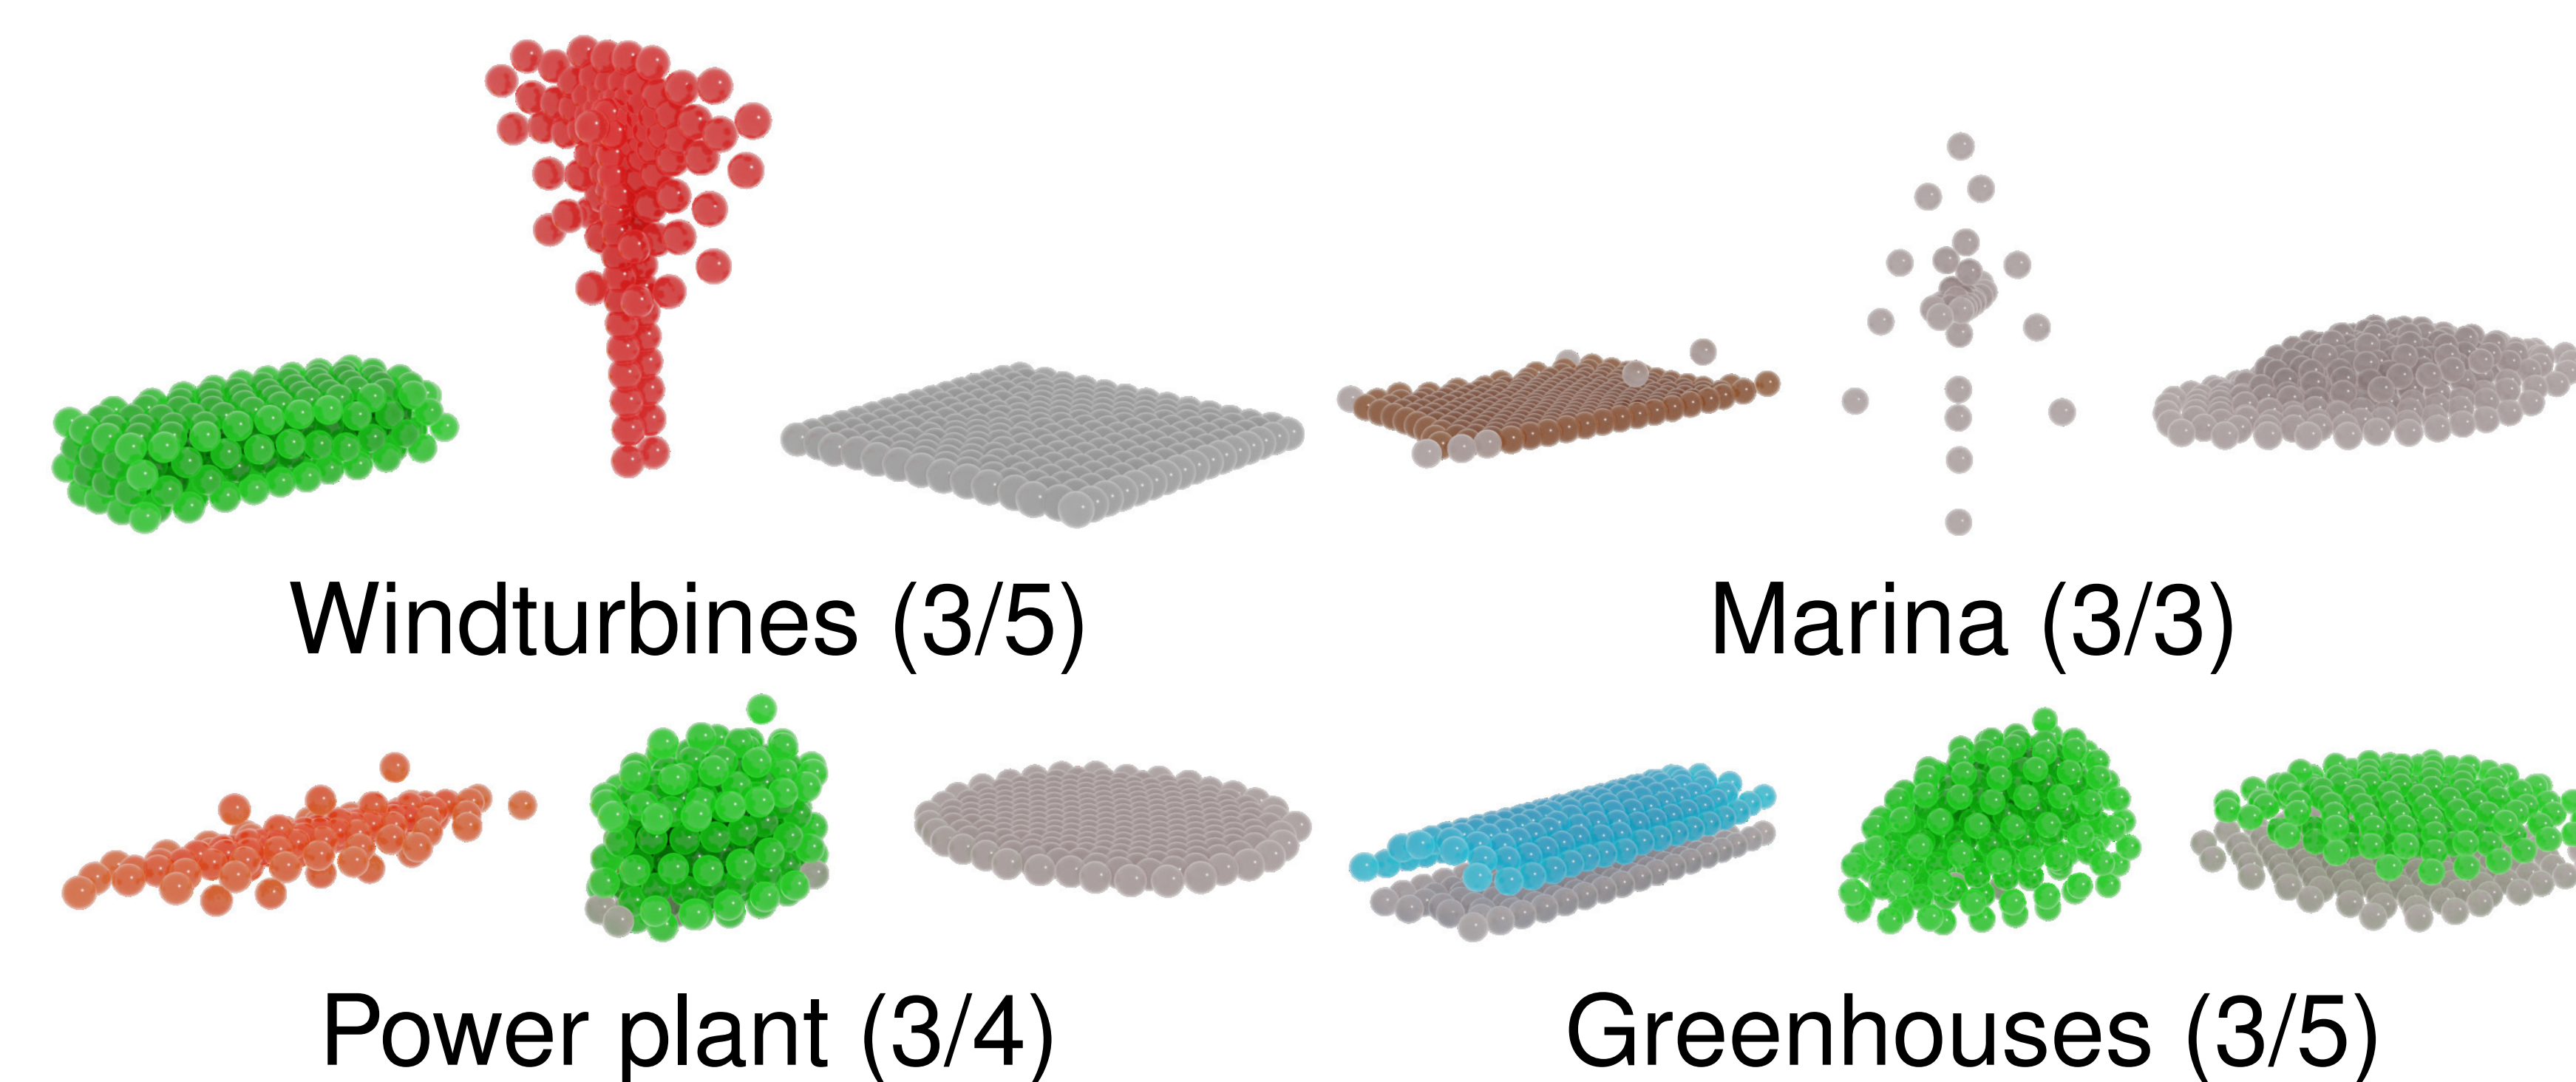 Windturbines (3/5)
Marina (3/3)
Power plant (3/4)
Greenhouses (3/5)